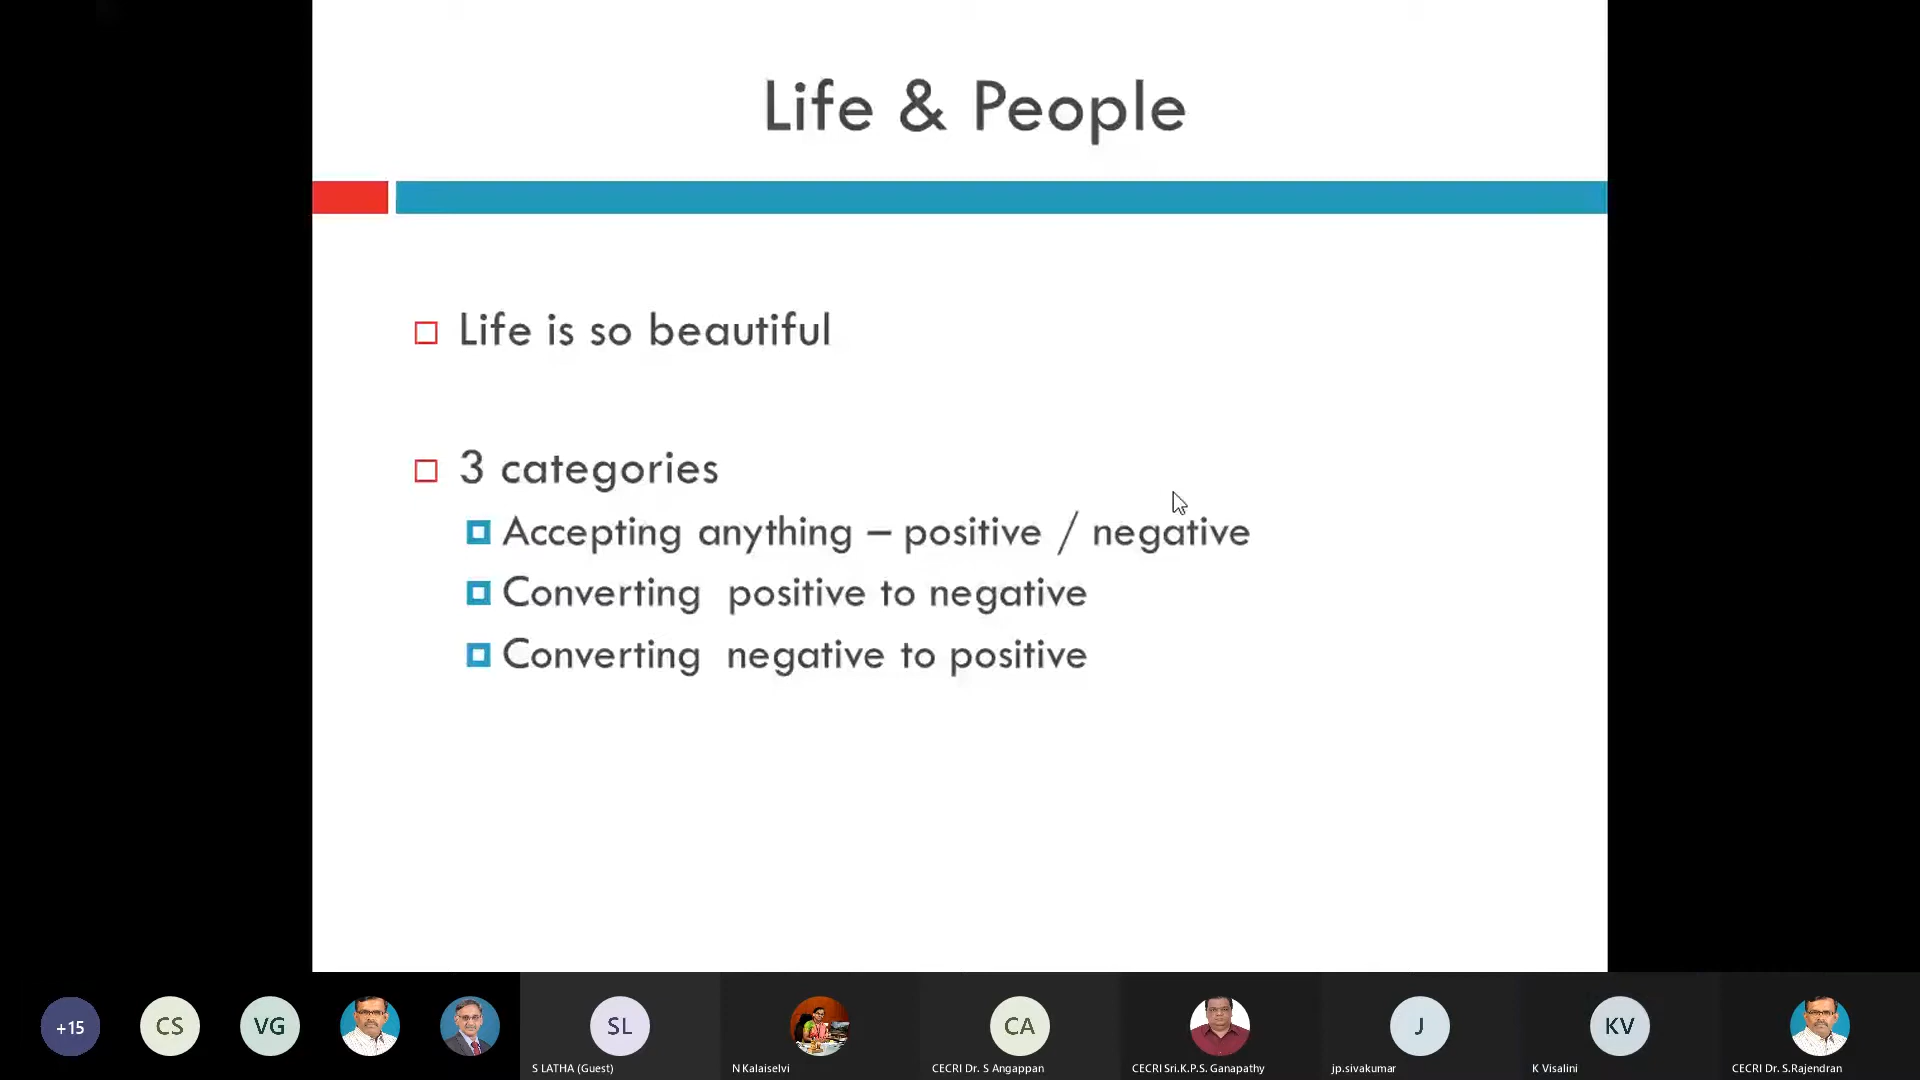 Life & People
Life is so beautiful
3 categories
Accepting anything – positive / negative
Converting positive to negative
Converting negative to positive
+15
CS
VG
SL
CA
J
KV
S LATHA (Guest)
N Kalaiselvi
CECRI Dr. S Angappan
CECRI Sri.K.P.S. Ganapathy
jp.sivakumar
K Visalini
CECRI Dr. S.Rajendran